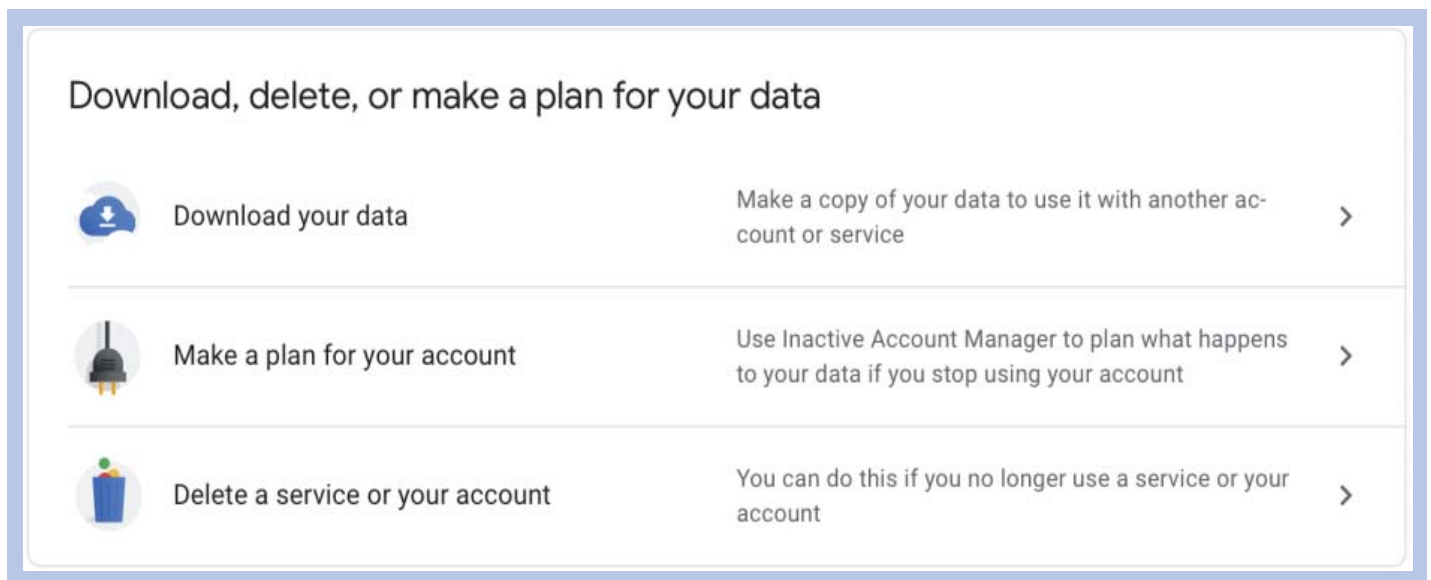 Download, delete, or make a plan for your data
Download your data
Make a copy of your data to use it with another ac-
count or service
Make a plan for your account
Use Inactive Account Manager to plan what happens
to your data if you stop using your account
Delete a service or your account
You can do this if you no longer use a service or your
account